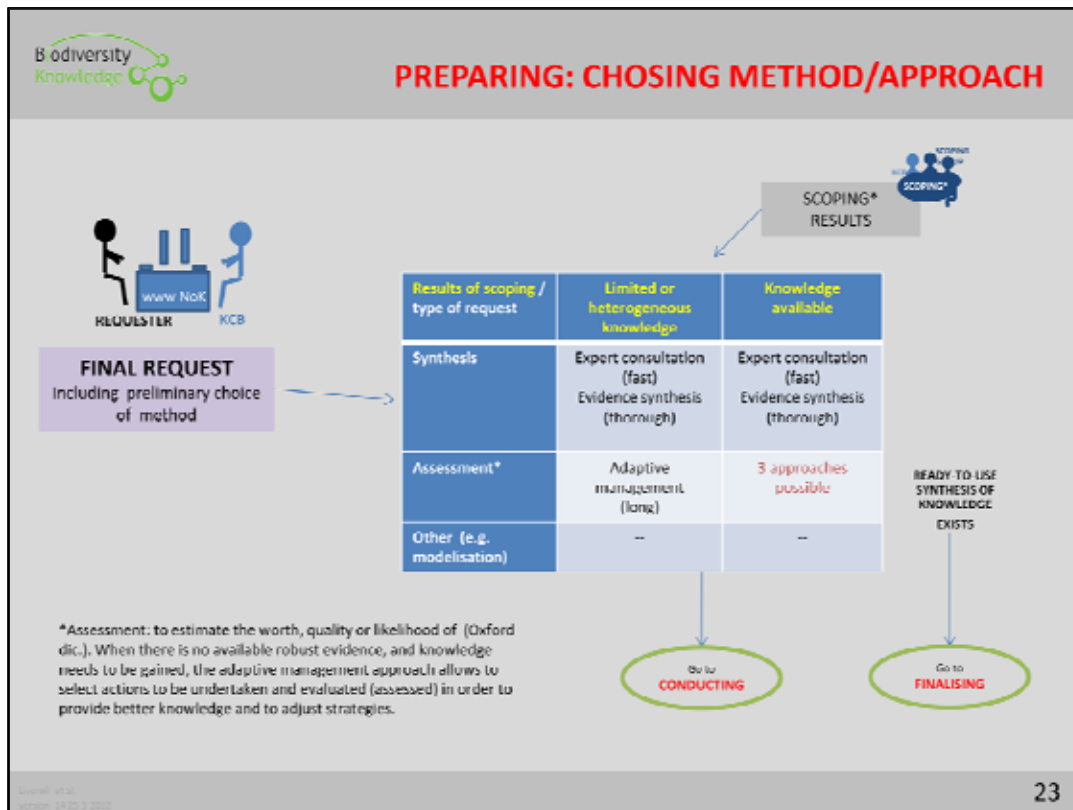 Biodiversity
Knowledge
PREPARING: CHOSING METHOD/APPROACH
SCOPING
SCOPING*
SCOPING*
RESULTS
www NoK
REQUESTER
KCB
FINAL REQUEST
Including preliminary choice
of method
Results of scoping /
type of request
Limited or
heterogeneous
knowledge
Knowledge
available
Synthesis
Expert consultation
(fast)
Evidence synthesis
(thorough)
Expert consultation
(fast)
Evidence synthesis
(thorough)
Assessment*
Adaptive
management
(long)
3 approaches
possible
Other (e.g.
modelisation)
--
--
READY-TO-USE
SYNTHESIS OF
KNOWLEDGE
EXISTS
*Assessment: to estimate the worth, quality or likelihood of (Oxford
dic.). When there is no available robust evidence, and knowledge
needs to be gained, the adaptive management approach allows to
select actions to be undertaken and evaluated (assessed) in order to
provide better knowledge and to adjust strategies.
Go to
CONDUCTING
Go to
FINALISING
et al.
version
23